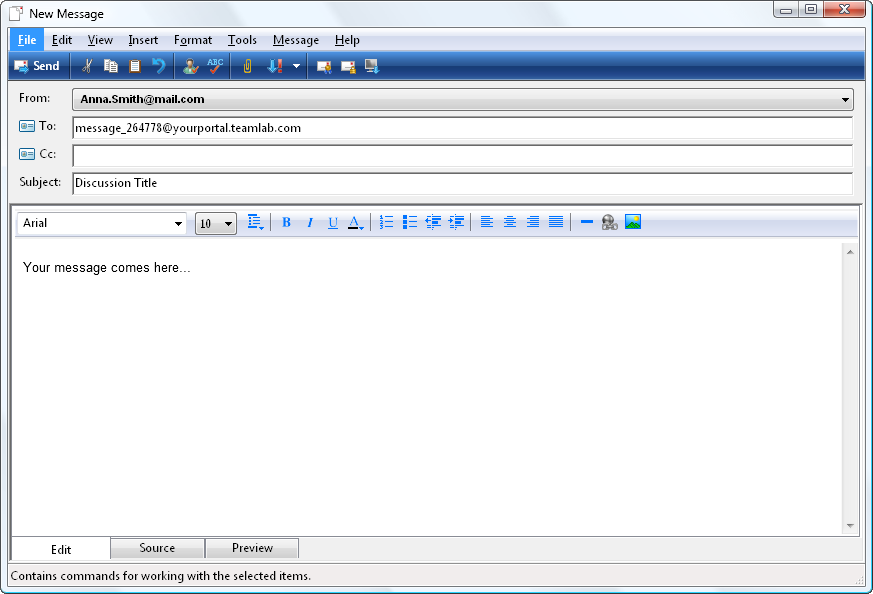 New Message
File Edit View Insert Format Tools Message Help
Send ABC
From: Anna.Smith@mail.com
To: message_264778@yourportal.teamlab.com
Cc:
Subject: Discussion Title
Arial 10 B I U A
Your message comes here...
Edit Source Preview
Contains commands for working with the selected items.